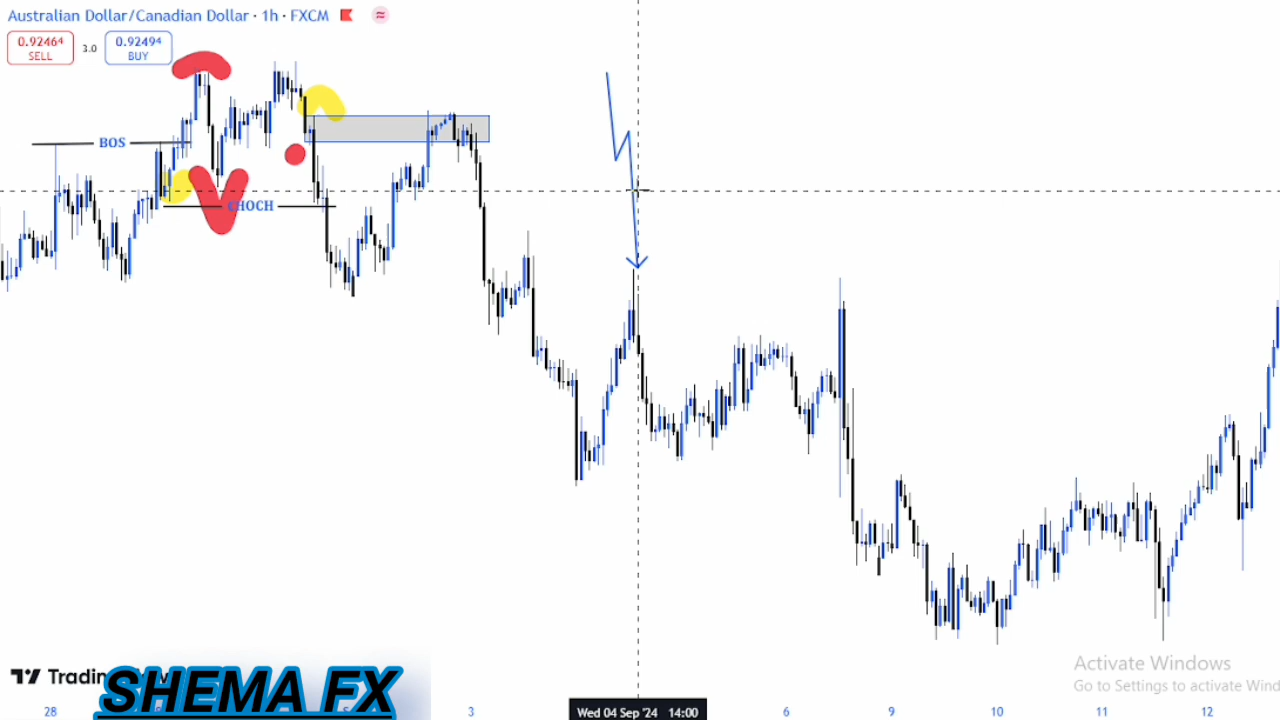 Australian Dollar/Canadian Dollar · 1h · FXCM
0.92464 3.0 0.92494
SELL BUY
BOS
CHOCH
Activate Windows
Go to Settings to activate Wind
SHEMA FX
28 3 Wed 04 Sep '24 14:00 6 9 10 11 12